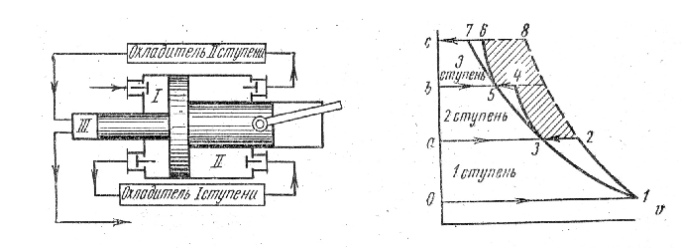 Охладитель II ступени
I
III
II
Охладитель I ступени
c 7 6 8
3 ступень
b 4
5
2 ступень
a 3 2
1 ступень
0 1
v